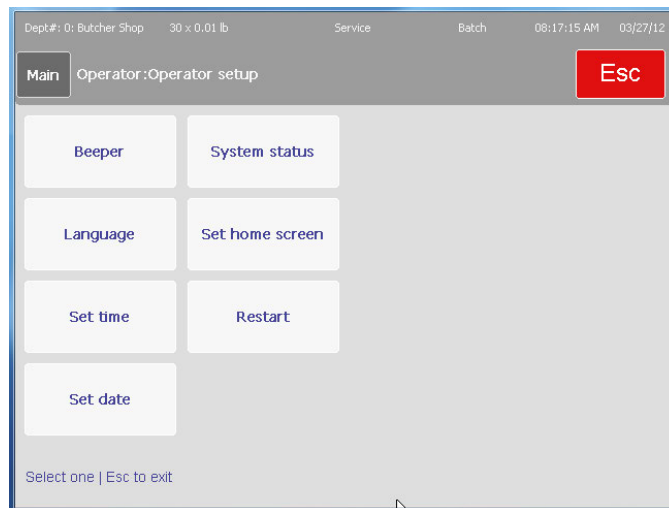 Dept#: 0: Butcher Shop 30 x 0.01 lb Service Batch 08:17:15 AM 03/27/12
Main Operator:Operator setup Esc
Beeper System status
Language Set home screen
Set time Restart
Set date
Select one | Esc to exit